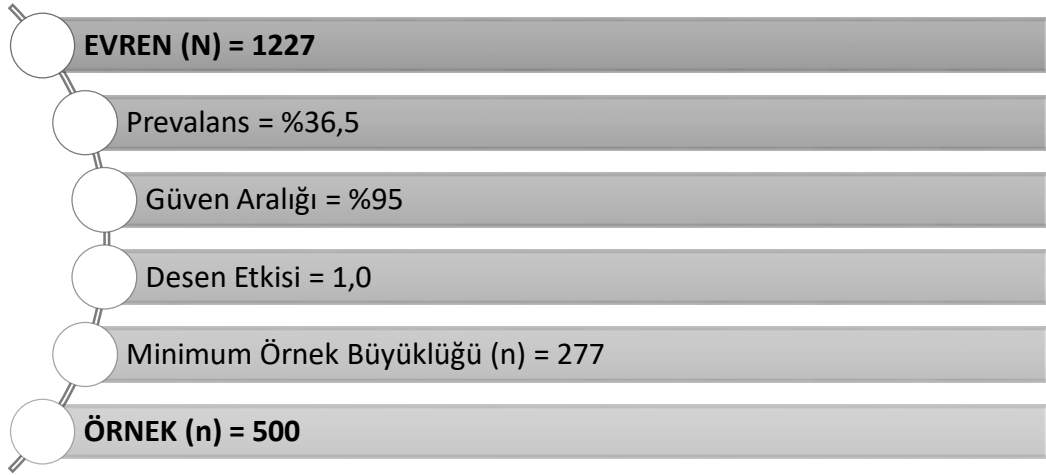 EVREN (N) = 1227
Prevalans = %36,5
Güven Aralığı = %95
Desen Etkisi = 1,0
Minimum Örnek Büyüklüğü (n) = 277
ÖRNEK (n) = 500